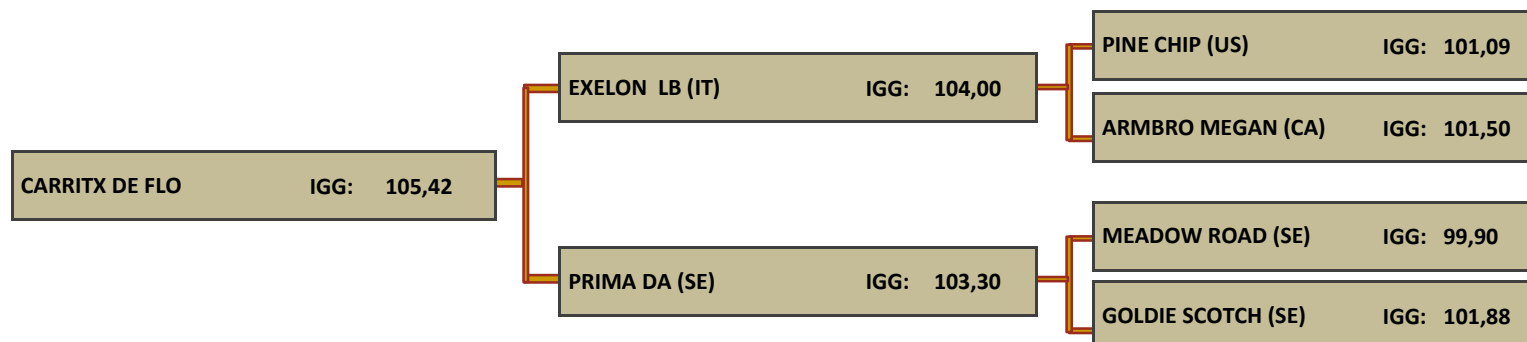 PINE CHIP (US) IGG: 101,09
EXELON LB (IT) IGG: 104,00
ARMBRO MEGAN (CA) IGG: 101,50
CARRITX DE FLO IGG: 105,42
MEADOW ROAD (SE) IGG: 99,90
PRIMA DA (SE) IGG: 103,30
GOLDIE SCOTCH (SE) IGG: 101,88